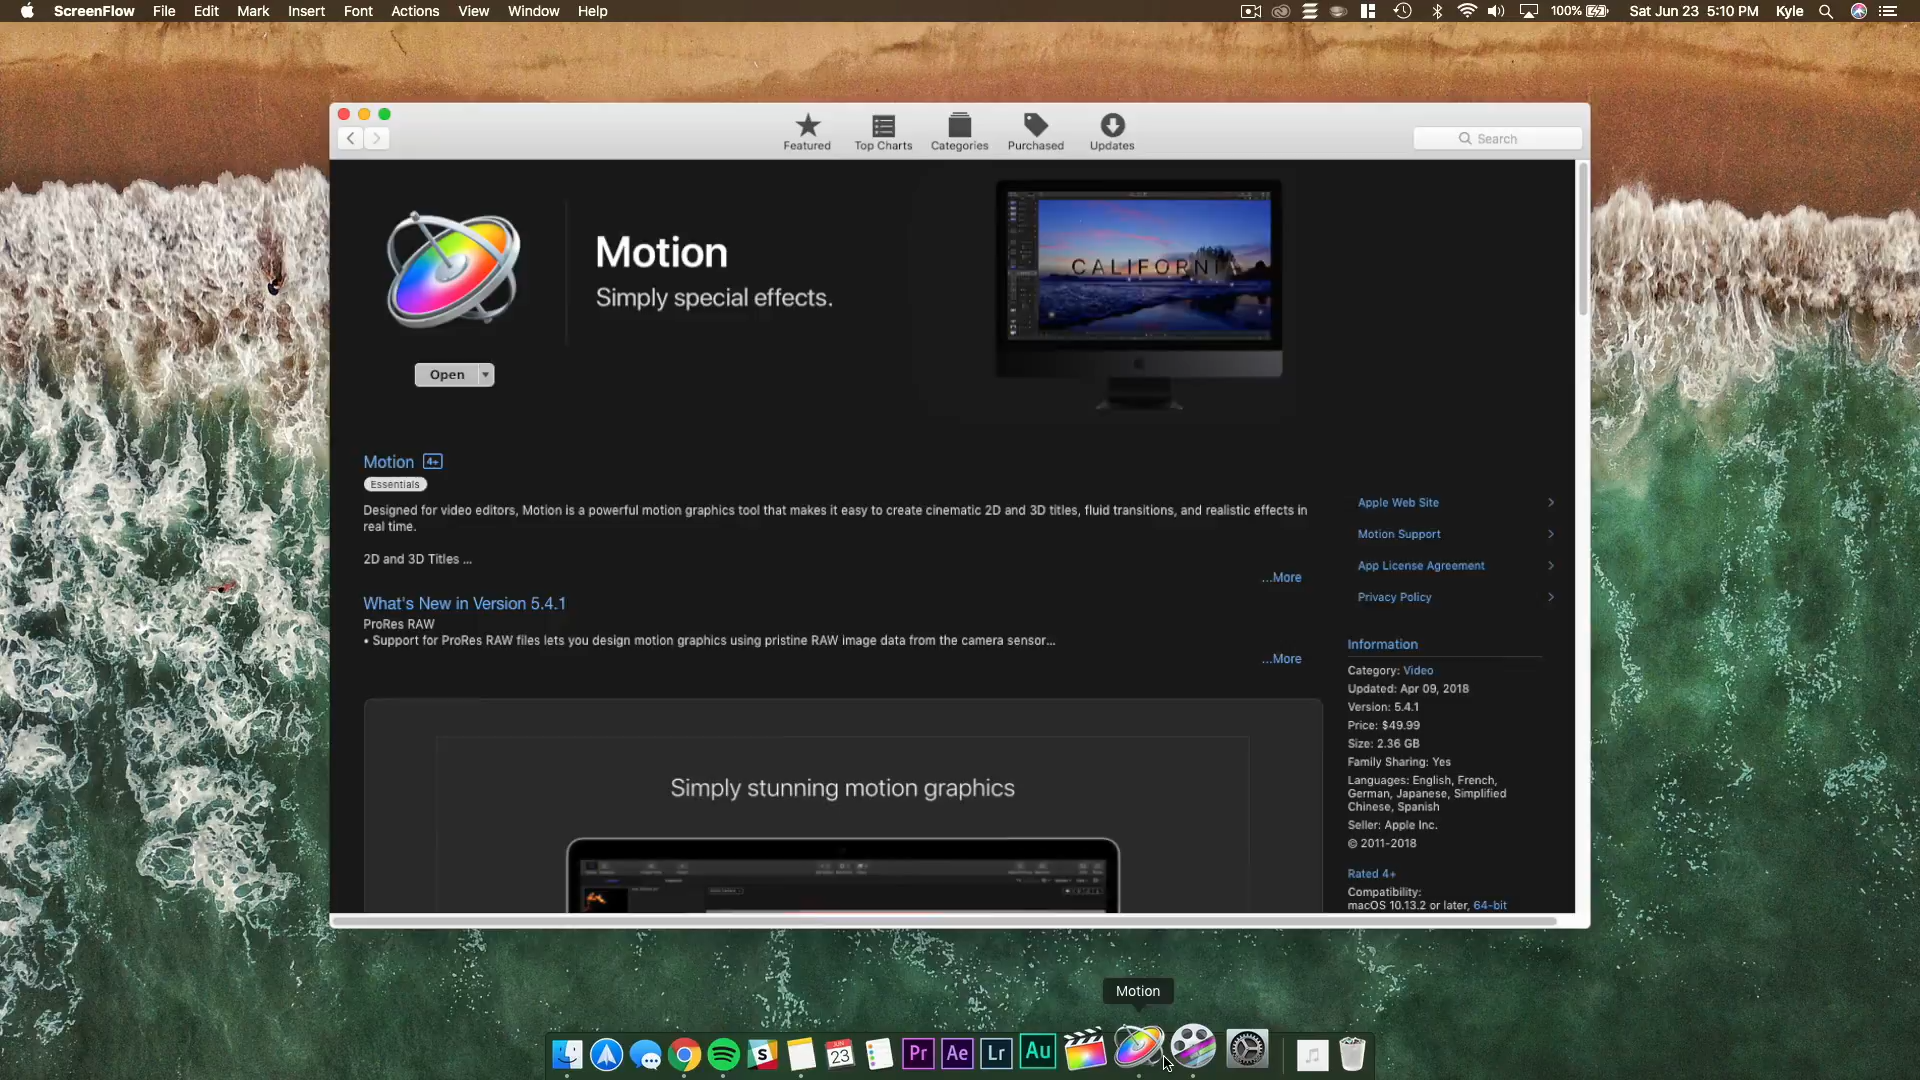 ScreenFlow File Edit Mark Insert Font Actions View Window Help
100% Sat Jun 23 5:10 PM Kyle
Featured Top Charts Categories Purchased Updates
Search
Motion
Simply special effects.
CALIFORNIA
Open
Motion 4+
Essentials
Designed for video editors, Motion is a powerful motion graphics tool that makes it easy to create cinematic 2D and 3D titles, fluid transitions, and realistic effects in
real time.
2D and 3D Titles ...
...More
What's New in Version 5.4.1
ProRes RAW
• Support for ProRes RAW files lets you design motion graphics using pristine RAW image data from the camera sensor...
...More
Simply stunning motion graphics
Apple Web Site
Motion Support
App License Agreement
Privacy Policy
Information
Category: Video
Updated: Apr 09, 2018
Version: 5.4.1
Price: $49.99
Size: 2.36 GB
Family Sharing: Yes
Languages: English, French,
German, Japanese, Simplified
Chinese, Spanish
Seller: Apple Inc.
© 2011-2018
Rated 4+
Compatibility:
macOS 10.13.2 or later, 64-bit
Motion
S JUN 23 Pr Ae Lr Au